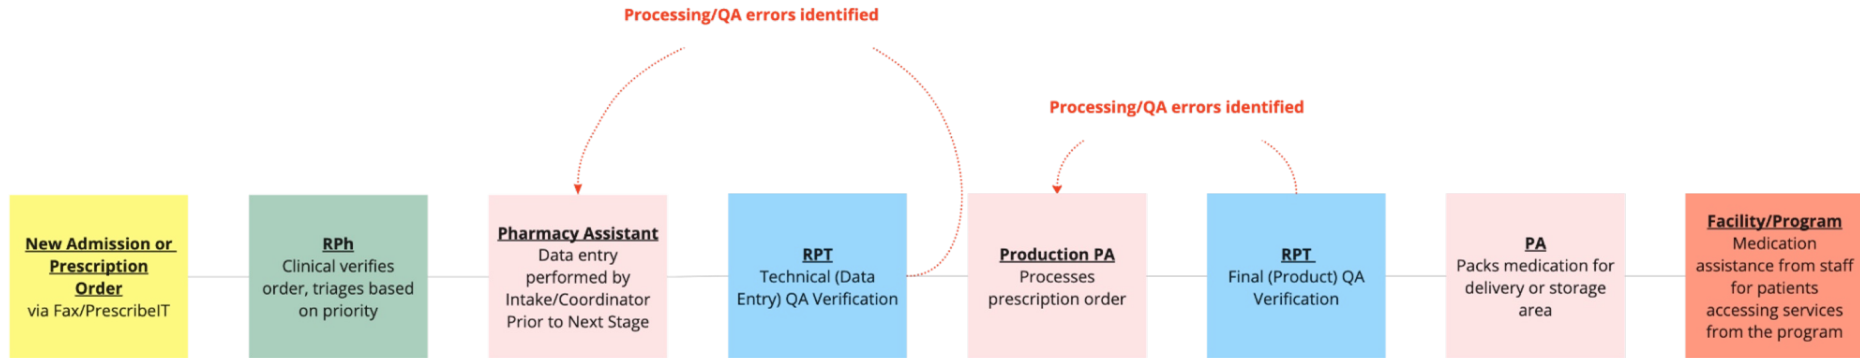 Processing/QA errors identified
Processing/QA errors identified
New Admission or
Prescription
Order
via Fax/PrescribeIT
RPh
Clinical verifies
order, triages based
on priority
Pharmacy Assistant
Data entry
performed by
Intake/Coordinator
Prior to Next Stage
RPT
Technical (Data
Entry) QA Verification
Production PA
Processes
prescription order
RPT
Final (Product) QA
Verification
PA
Packs medication for
delivery or storage
area
Facility/Program
Medication
assistance from staff
for patients
accessing services
from the program